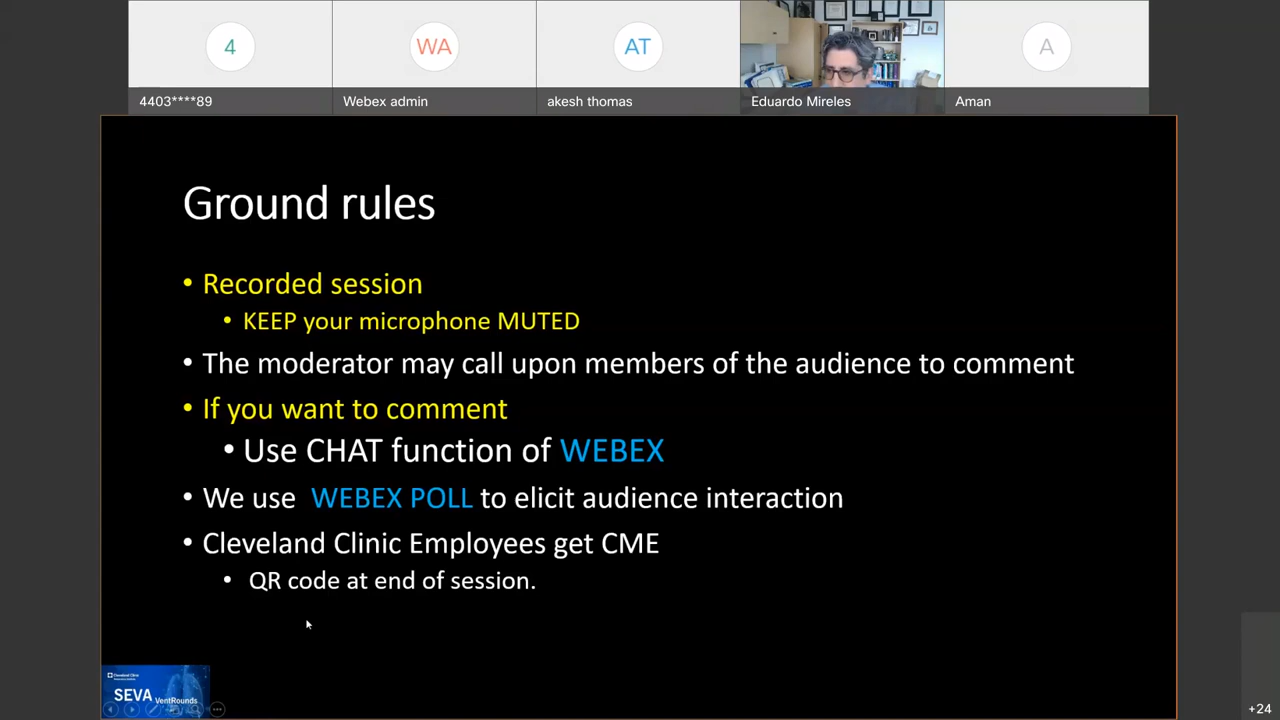 4
WA
AT
A
4403****89
Webex admin
akesh thomas
Eduardo Mireles
Aman
Ground rules
• Recorded session
• KEEP your microphone MUTED
• The moderator may call upon members of the audience to comment
• If you want to comment
• Use CHAT function of WEBEX
• We use WEBEX POLL to elicit audience interaction
• Cleveland Clinic Employees get CME
• QR code at end of session.
Cleveland Clinic
SEVA VentRounds
+24